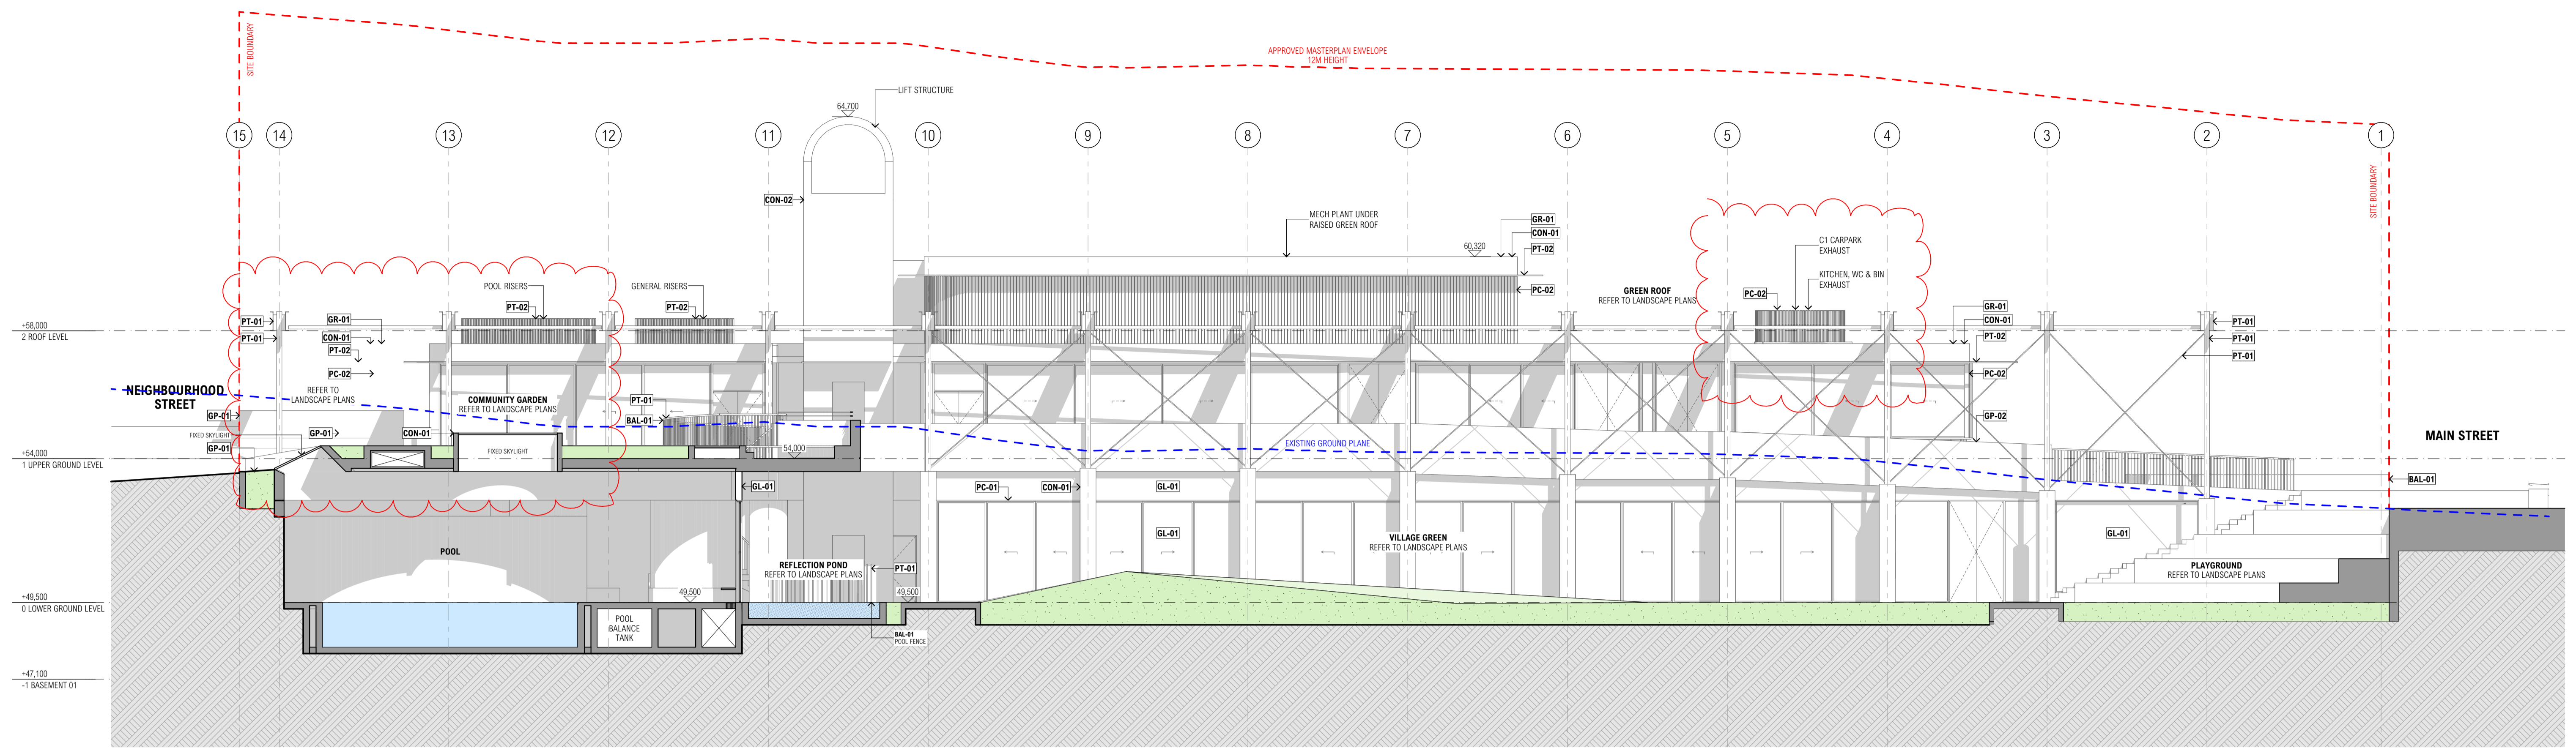 SITE BOUNDARY
APPROVED MASTERPLAN ENVELOPE
12M HEIGHT
LIFT STRUCTURE
64,700
15
14
13
12
11
10
9
8
7
6
5
4
3
2
1
SITE BOUNDARY
CON-02
MECH PLANT UNDER
RAISED GREEN ROOF
GR-01
CON-01
60,320
PT-02
PC-02
C1 CARPARK
EXHAUST
KITCHEN, WC & BIN
EXHAUST
PC-02
GREEN ROOF
REFER TO LANDSCAPE PLANS
POOL RISERS
GENERAL RISERS
PT-02
PT-02
GR-01
CON-01
PT-02
PC-02
GP-02
PT-01
PT-01
PT-01
+58,000
2 ROOF LEVEL
PT-01
PT-01
GR-01
CON-01
PT-02
PC-02
NEIGHBOURHOOD
STREET
REFER TO
LANDSCAPE PLANS
COMMUNITY GARDEN
REFER TO LANDSCAPE PLANS
PT-01
BAL-01
GP-01
FIXED SKYLIGHT
GP-01
GP-01
CON-01
FIXED SKYLIGHT
54,000
EXISTING GROUND PLANE
MAIN STREET
+54,000
1 UPPER GROUND LEVEL
GL-01
PC-01
CON-01
GL-01
GL-01
BAL-01
GL-01
POOL
REFLECTION POND
REFER TO LANDSCAPE PLANS
PT-01
VILLAGE GREEN
REFER TO LANDSCAPE PLANS
PLAYGROUND
REFER TO LANDSCAPE PLANS
49,500
49,500
+49,500
0 LOWER GROUND LEVEL
POOL
BALANCE
TANK
BAL-01
POOL FENCE
+47,100
-1 BASEMENT 01